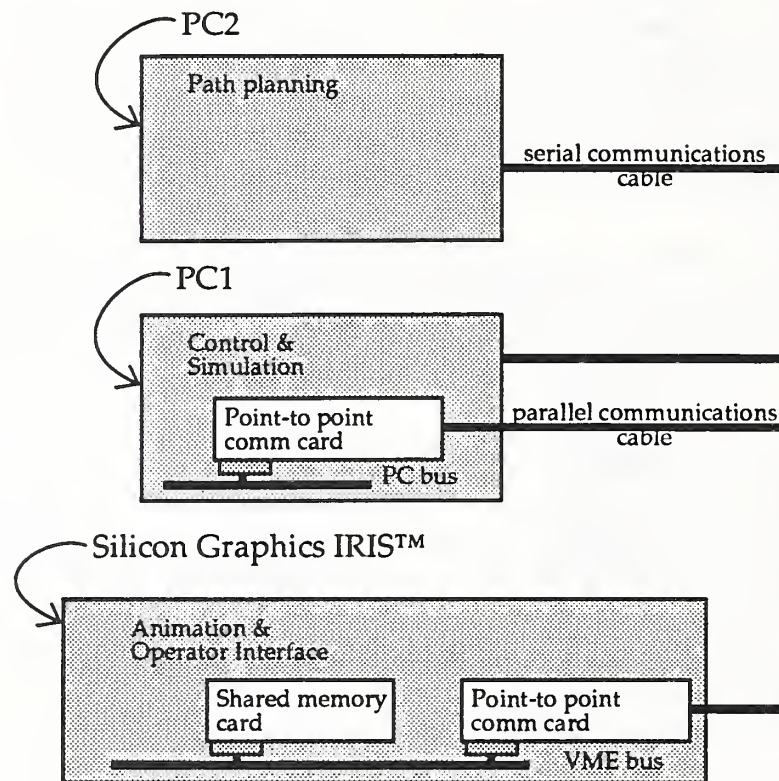 PC2
Path planning
serial communications
cable
PC1
Control &
Simulation
Point-to point
comm card
parallel communications
cable
PC bus
Silicon Graphics IRIS™
Animation &
Operator Interface
Shared memory
card
Point-to point
comm card
VME bus